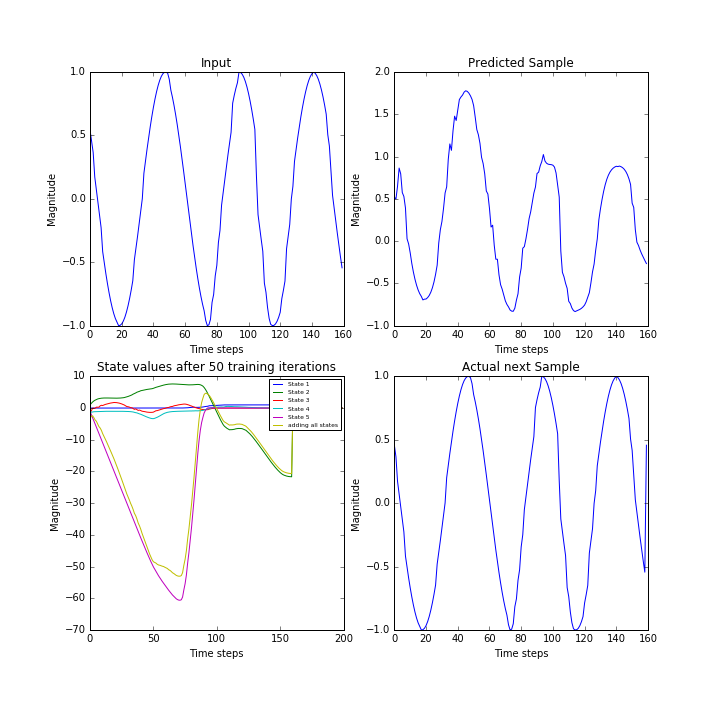 Input
Magnitude
1.0
0.5
0.0
−0.5
−1.0
0 20 40 60 80 100 120 140 160
Time steps
Predicted Sample
Magnitude
2.0
1.5
1.0
0.5
0.0
−0.5
−1.0
0 20 40 60 80 100 120 140 160
Time steps
State values after 50 training iterations
Magnitude
10
0
−10
−20
−30
−40
−50
−60
−70
0 50 100 150 200
Time steps
State 1
State 2
State 3
State 4
State 5
adding all states
Actual next Sample
Magnitude
1.0
0.5
0.0
−0.5
−1.0
0 20 40 60 80 100 120 140 160
Time steps